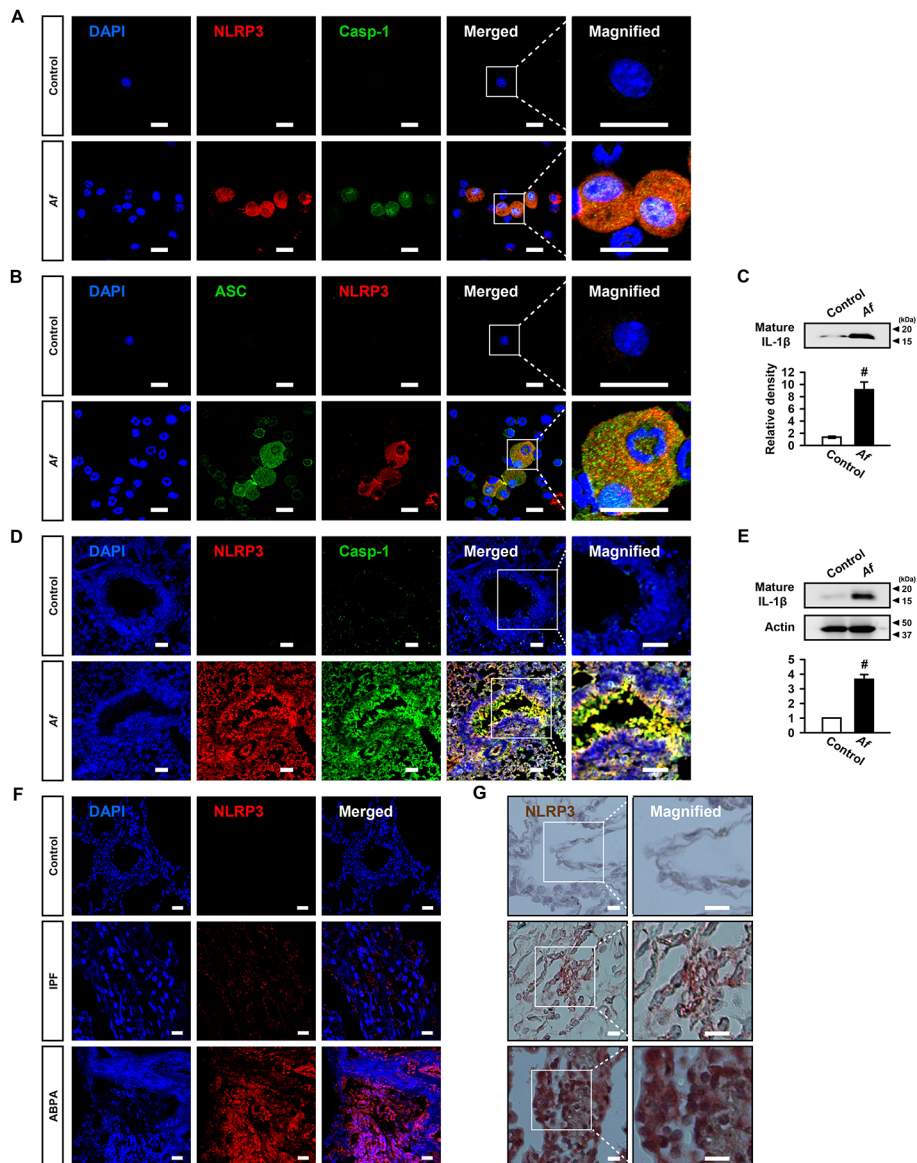 A
DAPI NLRP3 Casp-1 Merged Magnified
Control
Af
B
DAPI ASC NLRP3 Merged Magnified
Control
Af
C
Control Af (kDa)
Mature IL-1β
20
15
#
Relative density
12
10
8
6
4
2
0
Control Af
D
DAPI NLRP3 Casp-1 Merged Magnified
Control
Af
E
Control Af (kDa)
Mature IL-1β
20
15
Actin
50
37
#
5
4
3
2
1
0
Control Af
F
DAPI NLRP3 Merged
Control
IPF
ABPA
G
NLRP3 Magnified